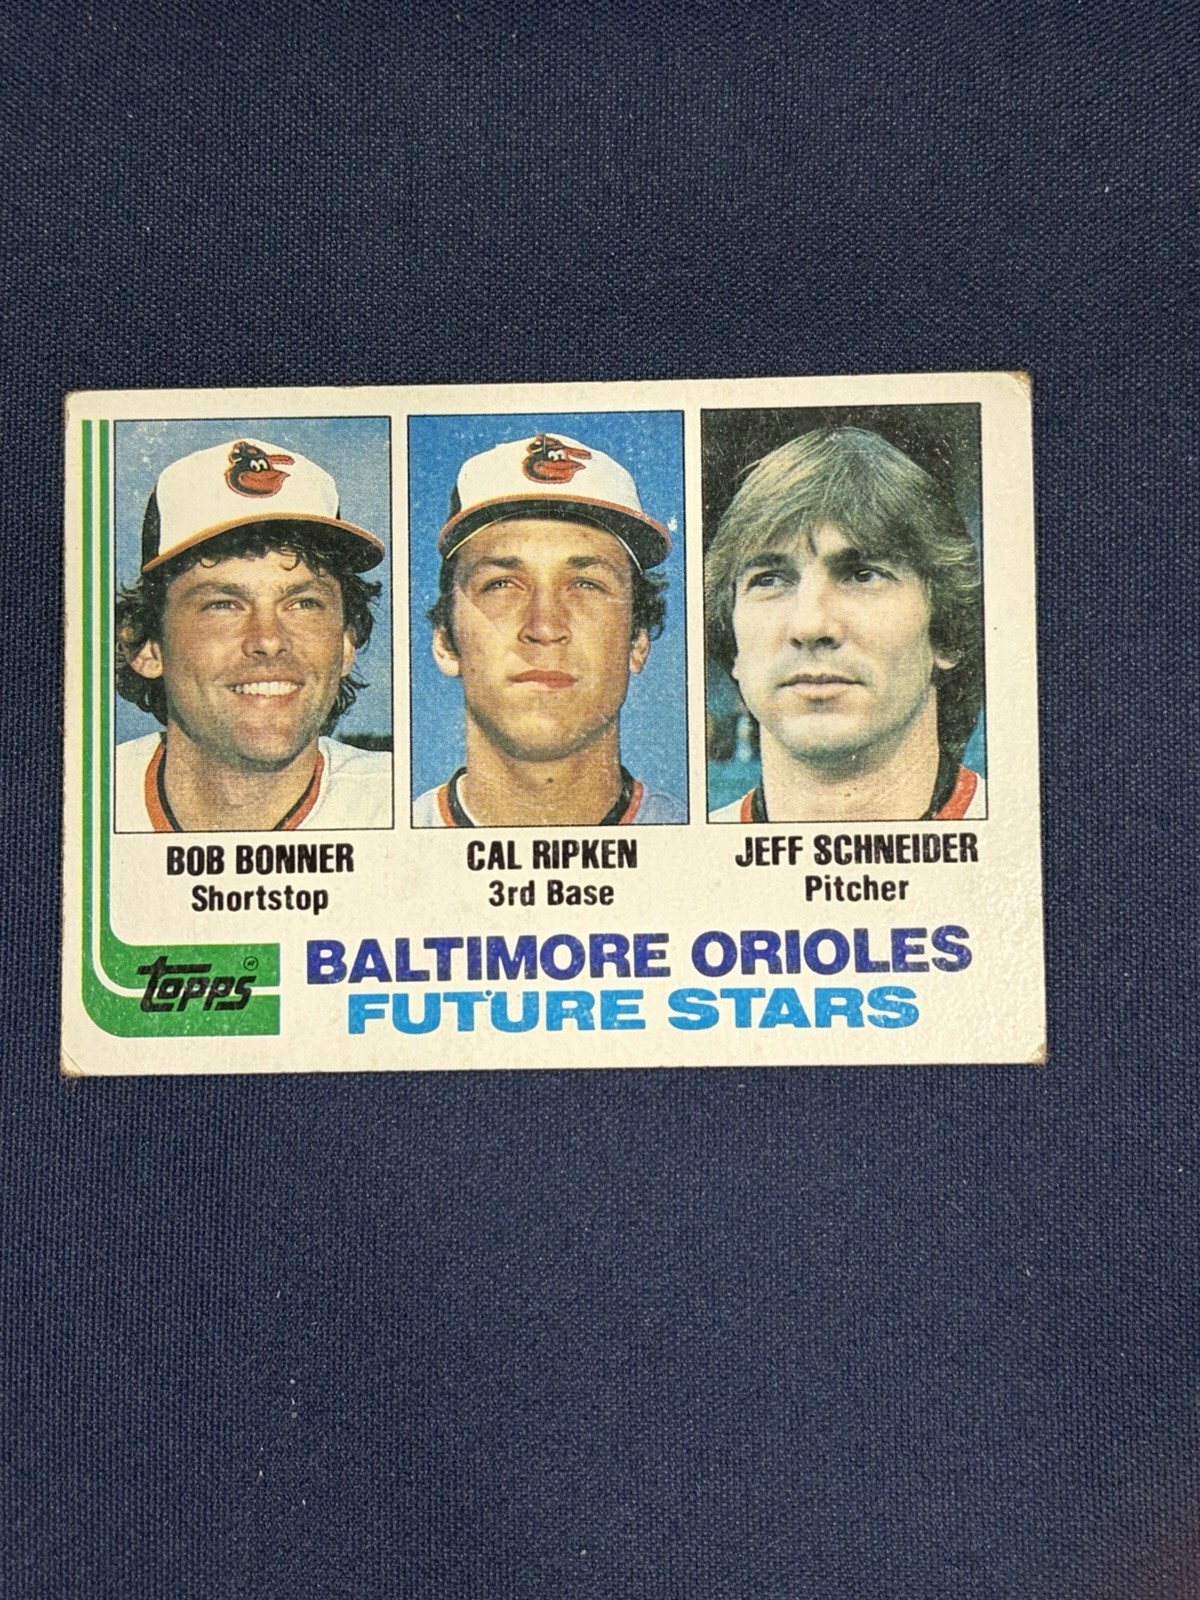 BOB BONNER
Shortstop
CAL RIPKEN
3rd Base
JEFF SCHNEIDER
Pitcher
topps®
BALTIMORE ORIOLES
FUTURE STARS